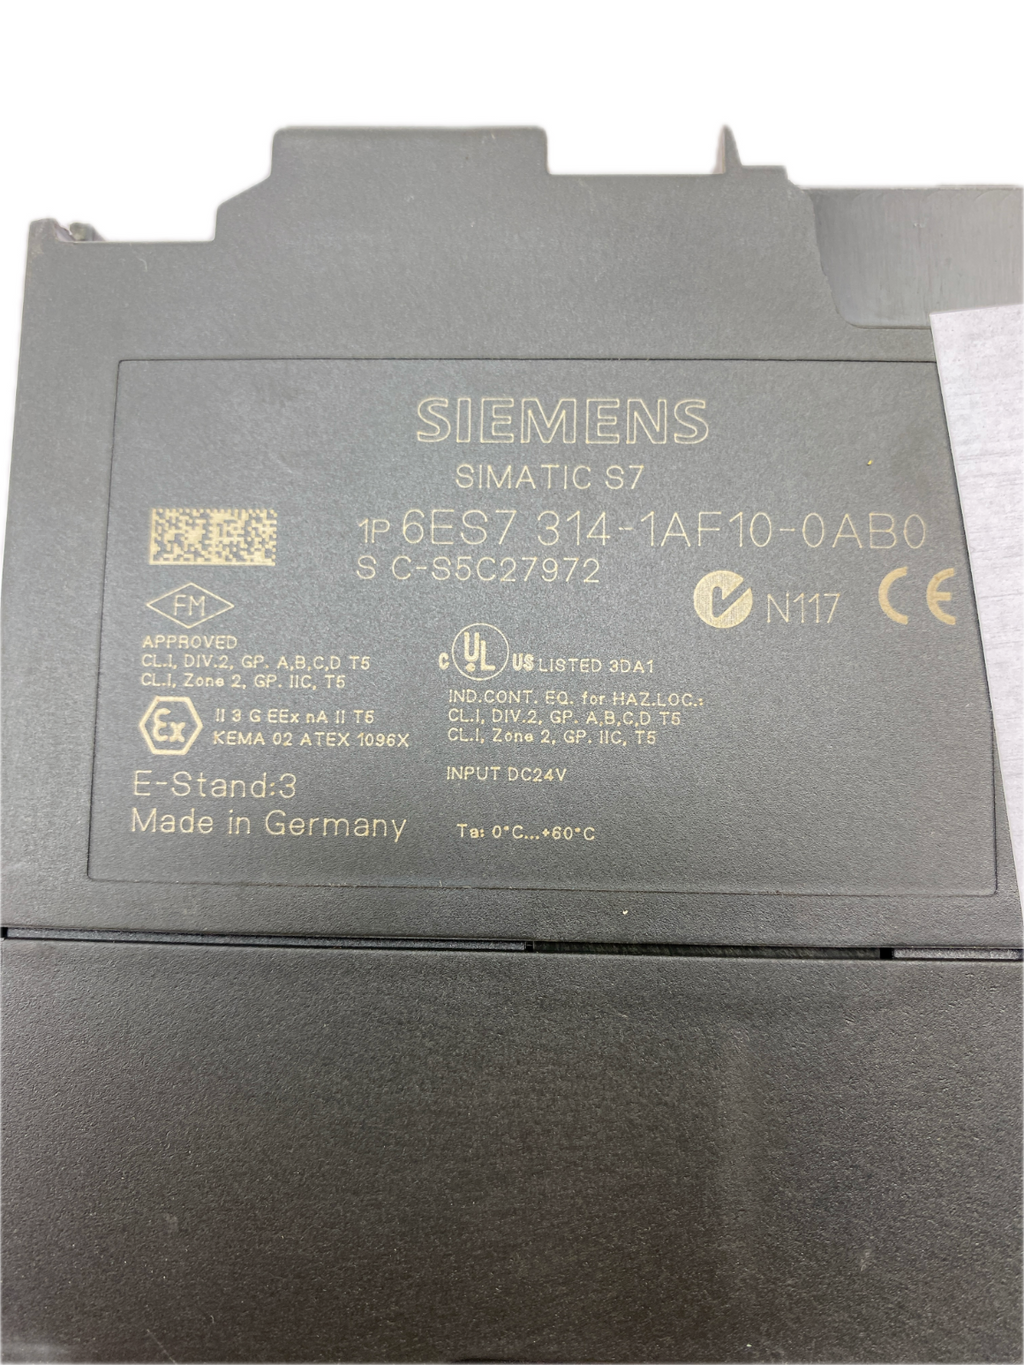 SIEMENS
SIMATIC S7
1P 6ES7 314-1AF10-0AB0
S C-S5C27972
N117 CE
FM
APPROVED
CL.I, DIV.2, GP. A,B,C,D T5
CL.I, Zone 2, GP. IIC, T5
Ex II 3 G EEx nA II T5
KEMA 02 ATEX 1096X
E-Stand:3
Made in Germany
C UL US LISTED 3DA1
IND.CONT. EQ. for HAZ.LOC.:
CL.I, DIV.2, GP. A,B,C,D T5
CL.I, Zone 2, GP. IIC, T5
INPUT DC24V
Ta: 0°C...+60°C